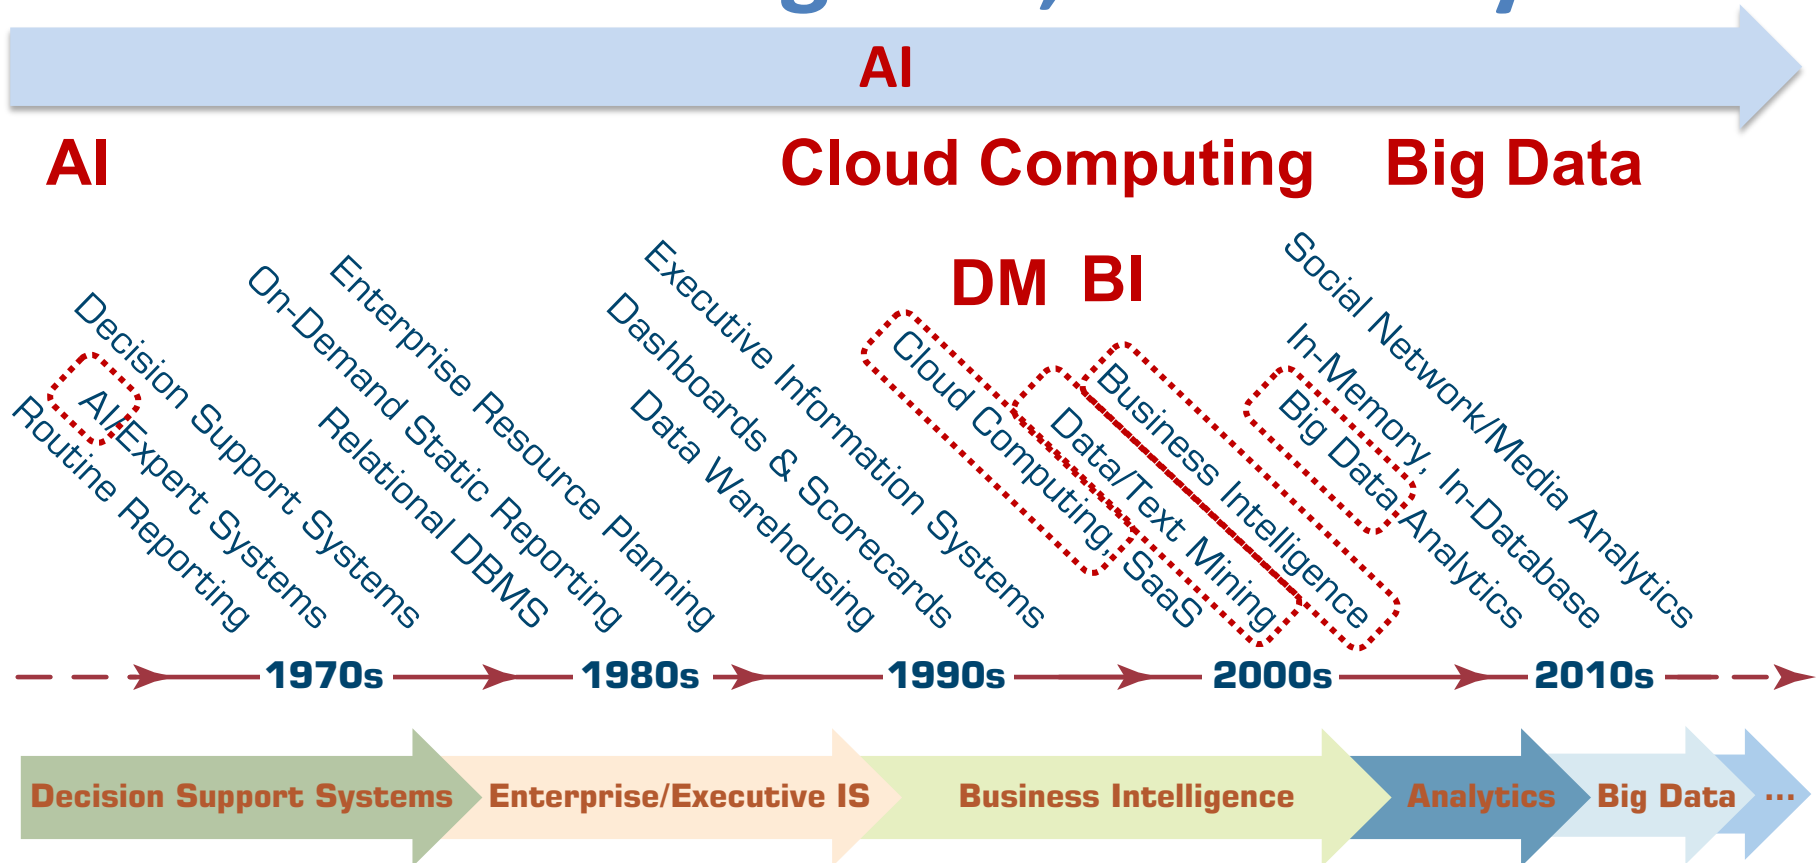 AI
AI
Cloud Computing
Big Data
DM
BI
Routine Reporting
AI/Expert Systems
Decision Support Systems
Relational DBMS
On-Demand Static Reporting
Enterprise Resource Planning
Data Warehousing
Dashboards & Scorecards
Executive Information Systems
Cloud Computing, SaaS
Data/Text Mining
Business Intelligence
Big Data Analytics
In-Memory, In-Database
Social Network/Media Analytics
1970s
1980s
1990s
2000s
2010s
Decision Support Systems
Enterprise/Executive IS
Business Intelligence
Analytics
Big Data
...